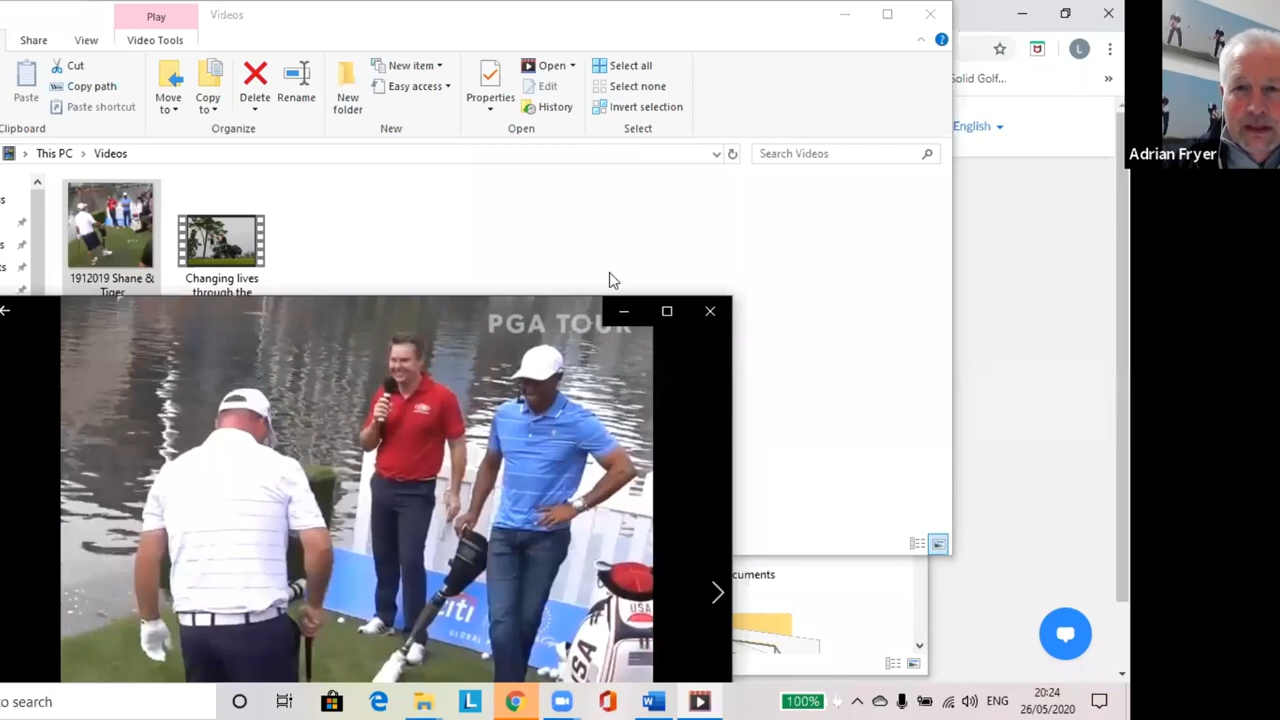 Play
Videos
Share
View
Video Tools
Paste
Cut
Copy path
Paste shortcut
Clipboard
Move to
Copy to
Delete
Rename
Organize
New folder
New item
Easy access
New
Properties
Open
Edit
History
Open
Select all
Select none
Invert selection
Select
This PC
Videos
Search Videos
1912019 Shane &
Tiger
Changing lives
through the
PGA TOUR
citi
GLOBAL
USA
USA
L
Solid Golf...
English
Adrian Fryer
cuments
to search
100%
ENG
20:24
26/05/2020